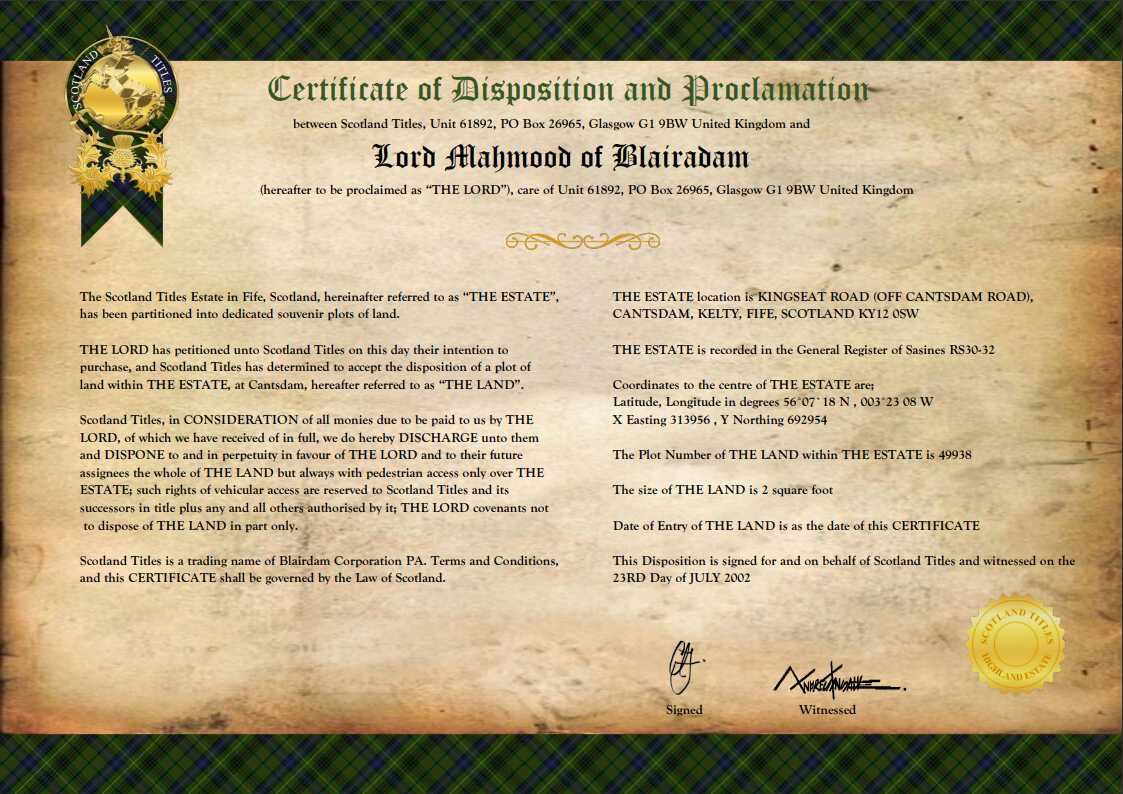 SCOTLAND TITLES
Certificate of Disposition and Proclamation
between Scotland Titles, Unit 61892, PO Box 26965, Glasgow G1 9BW United Kingdom and
Lord Mahmood of Blairadam
(hereafter to be proclaimed as “THE LORD”), care of Unit 61892, PO Box 26965, Glasgow G1 9BW United Kingdom
The Scotland Titles Estate in Fife, Scotland, hereinafter referred to as “THE ESTATE”,
has been partitioned into dedicated souvenir plots of land.
THE LORD has petitioned unto Scotland Titles on this day their intention to
purchase, and Scotland Titles has determined to accept the disposition of a plot of
land within THE ESTATE, at Cantsdam, hereafter referred to as “THE LAND”.
Scotland Titles, in CONSIDERATION of all monies due to be paid to us by THE
LORD, of which we have received of in full, we do hereby DISCHARGE unto them
and DISPONE to and in perpetuity in favour of THE LORD and to their future
assignees the whole of THE LAND but always with pedestrian access only over THE
ESTATE; such rights of vehicular access are reserved to Scotland Titles and its
successors in title plus any and all others authorised by it; THE LORD covenants not
to dispose of THE LAND in part only.
Scotland Titles is a trading name of Blairdam Corporation PA. Terms and Conditions,
and this CERTIFICATE shall be governed by the Law of Scotland.
THE ESTATE location is KINGSEAT ROAD (OFF CANTSDAM ROAD),
CANTSDAM, KELTY, FIFE, SCOTLAND KY12 0SW
THE ESTATE is recorded in the General Register of Sasines RS30-32
Coordinates to the centre of THE ESTATE are;
Latitude, Longitude in degrees 56°07`18 N , 003°23 08 W
X Easting 313956 , Y Northing 692954
The Plot Number of THE LAND within THE ESTATE is 49938
The size of THE LAND is 2 square foot
Date of Entry of THE LAND is as the date of this CERTIFICATE
This Disposition is signed for and on behalf of Scotland Titles and witnessed on the
23RD Day of JULY 2002
SCOTLAND TITLES
HIGHLAND ESTATE
Signed
Witnessed